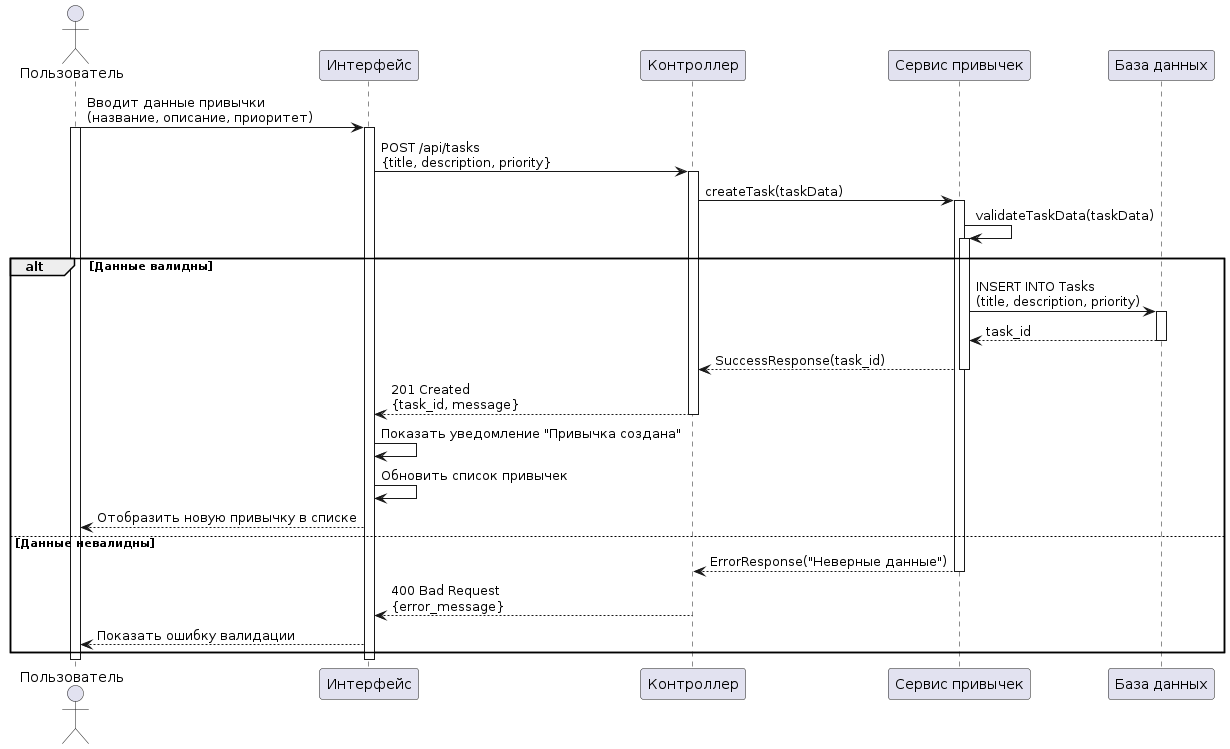 Пользователь
Интерфейс
Контроллер
Сервис привычек
База данных
Вводит данные привычки
(название, описание, приоритет)
POST /api/tasks
{title, description, priority}
createTask(taskData)
validateTaskData(taskData)
alt
[Данные валидны]
INSERT INTO Tasks
(title, description, priority)
task_id
SuccessResponse(task_id)
201 Created
{task_id, message}
Показать уведомление "Привычка создана"
Обновить список привычек
Отобразить новую привычку в списке
[Данные невалидны]
ErrorResponse("Неверные данные")
400 Bad Request
{error_message}
Показать ошибку валидации
Пользователь
Интерфейс
Контроллер
Сервис привычек
База данных